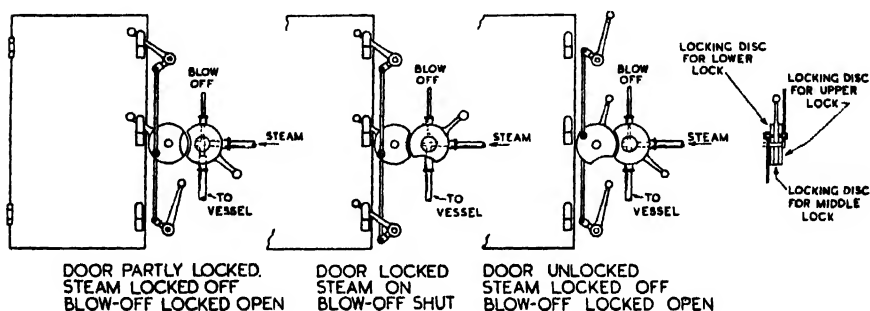 BLOW
OFF
STEAM
TO
VESSEL
DOOR PARTLY LOCKED.
STEAM LOCKED OFF
BLOW-OFF LOCKED OPEN
BLOW
OFF
STEAM
TO
VESSEL
DOOR LOCKED
STEAM ON
BLOW-OFF SHUT
BLOW
OFF
STEAM
TO
VESSEL
DOOR UNLOCKED
STEAM LOCKED OFF
BLOW-OFF LOCKED OPEN
LOCKING DISC
FOR LOWER
LOCK
LOCKING DISC
FOR UPPER
LOCK
LOCKING DISC
FOR MIDDLE
LOCK